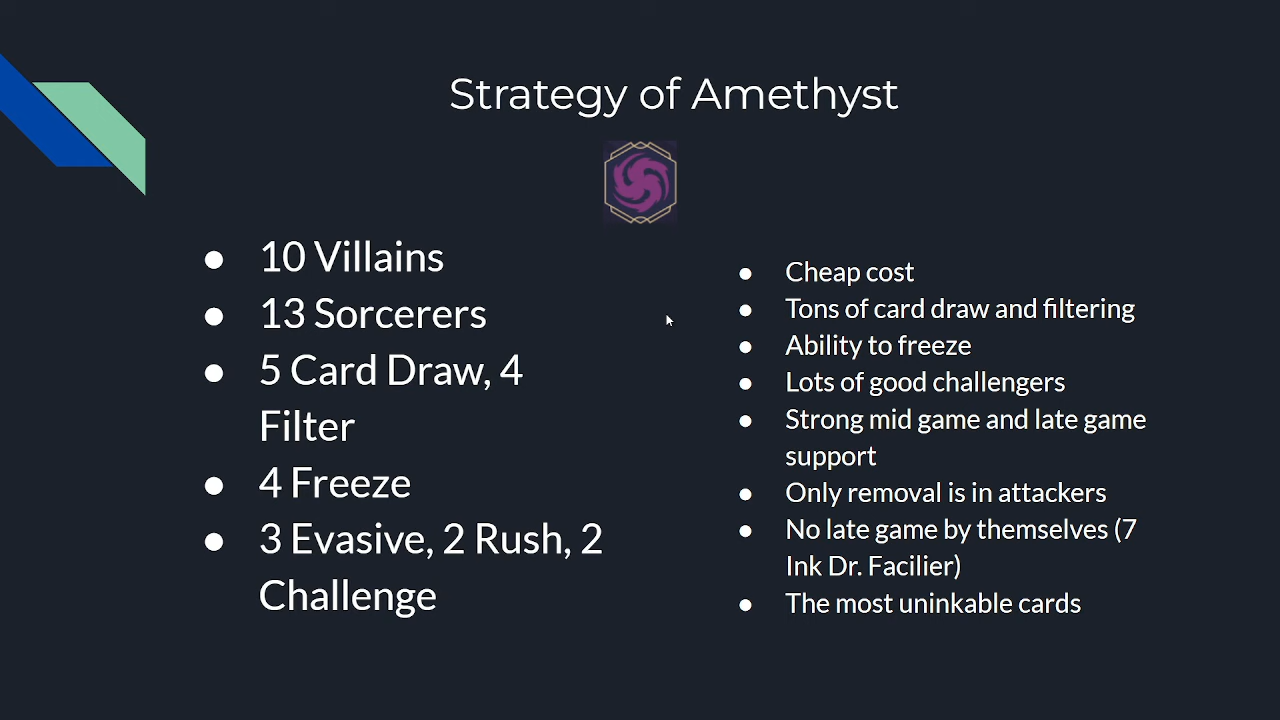 Strategy of Amethyst
● 10 Villains
● 13 Sorcerers
● 5 Card Draw, 4
Filter
● 4 Freeze
● 3 Evasive, 2 Rush, 2
Challenge
● Cheap cost
● Tons of card draw and filtering
● Ability to freeze
● Lots of good challengers
● Strong mid game and late game
support
● Only removal is in attackers
● No late game by themselves (7
Ink Dr. Facilier)
● The most uninkable cards